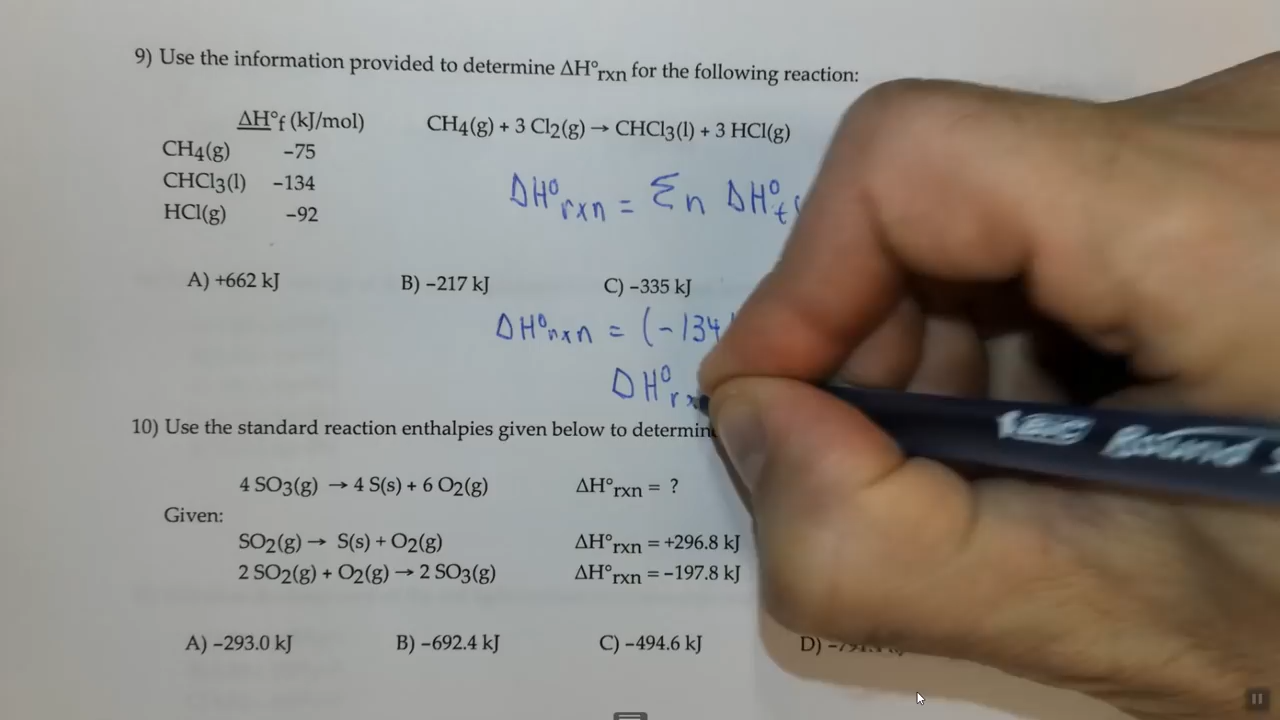 9) Use the information provided to determine ΔH°rxn for the following reaction:
ΔH°f (kJ/mol) CH4(g) + 3 Cl2(g) → CHCl3(l) + 3 HCl(g)
CH4(g) -75
CHCl3(l) -134
HCl(g) -92
ΔH°rxn = Σn ΔH°f
A) +662 kJ B) -217 kJ C) -335 kJ
ΔH°rxn = (-134
ΔH°rx
10) Use the standard reaction enthalpies given below to
4 SO3(g) → 4 S(s) + 6 O2(g) ΔH°rxn = ?
Given:
SO2(g) → S(s) + O2(g) ΔH°rxn = +296.8 kJ
2 SO2(g) + O2(g) → 2 SO3(g) ΔH°rxn = -197.8 kJ
A) -293.0 kJ B) -692.4 kJ C) -494.6 kJ D)
BIC Round